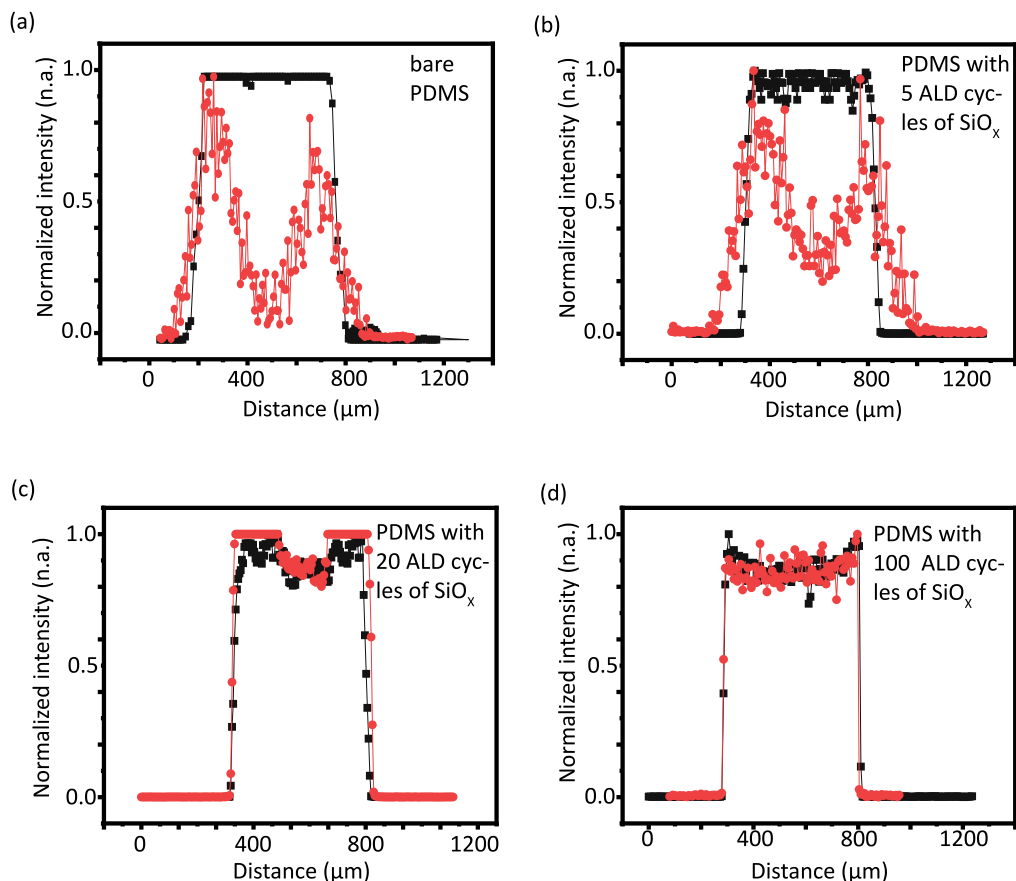 (a)
bare
PDMS
1.0
0.5
0.0
Normalized intensity (n.a.)
0 400 800 1200
Distance (μm)
(b)
PDMS with
5 ALD cyc-
les of SiOₓ
1.0
0.5
0.0
Normalized intensity (n.a.)
0 400 800 1200
Distance (μm)
(c)
PDMS with
20 ALD cyc-
les of SiOₓ
1.0
0.5
0.0
Normalized intensity (n.a.)
0 400 800 1200
Distance (μm)
(d)
PDMS with
100 ALD cyc-
les of SiOₓ
1.0
0.5
0.0
Normalized intensity (n.a.)
0 400 800 1200
Distance (μm)